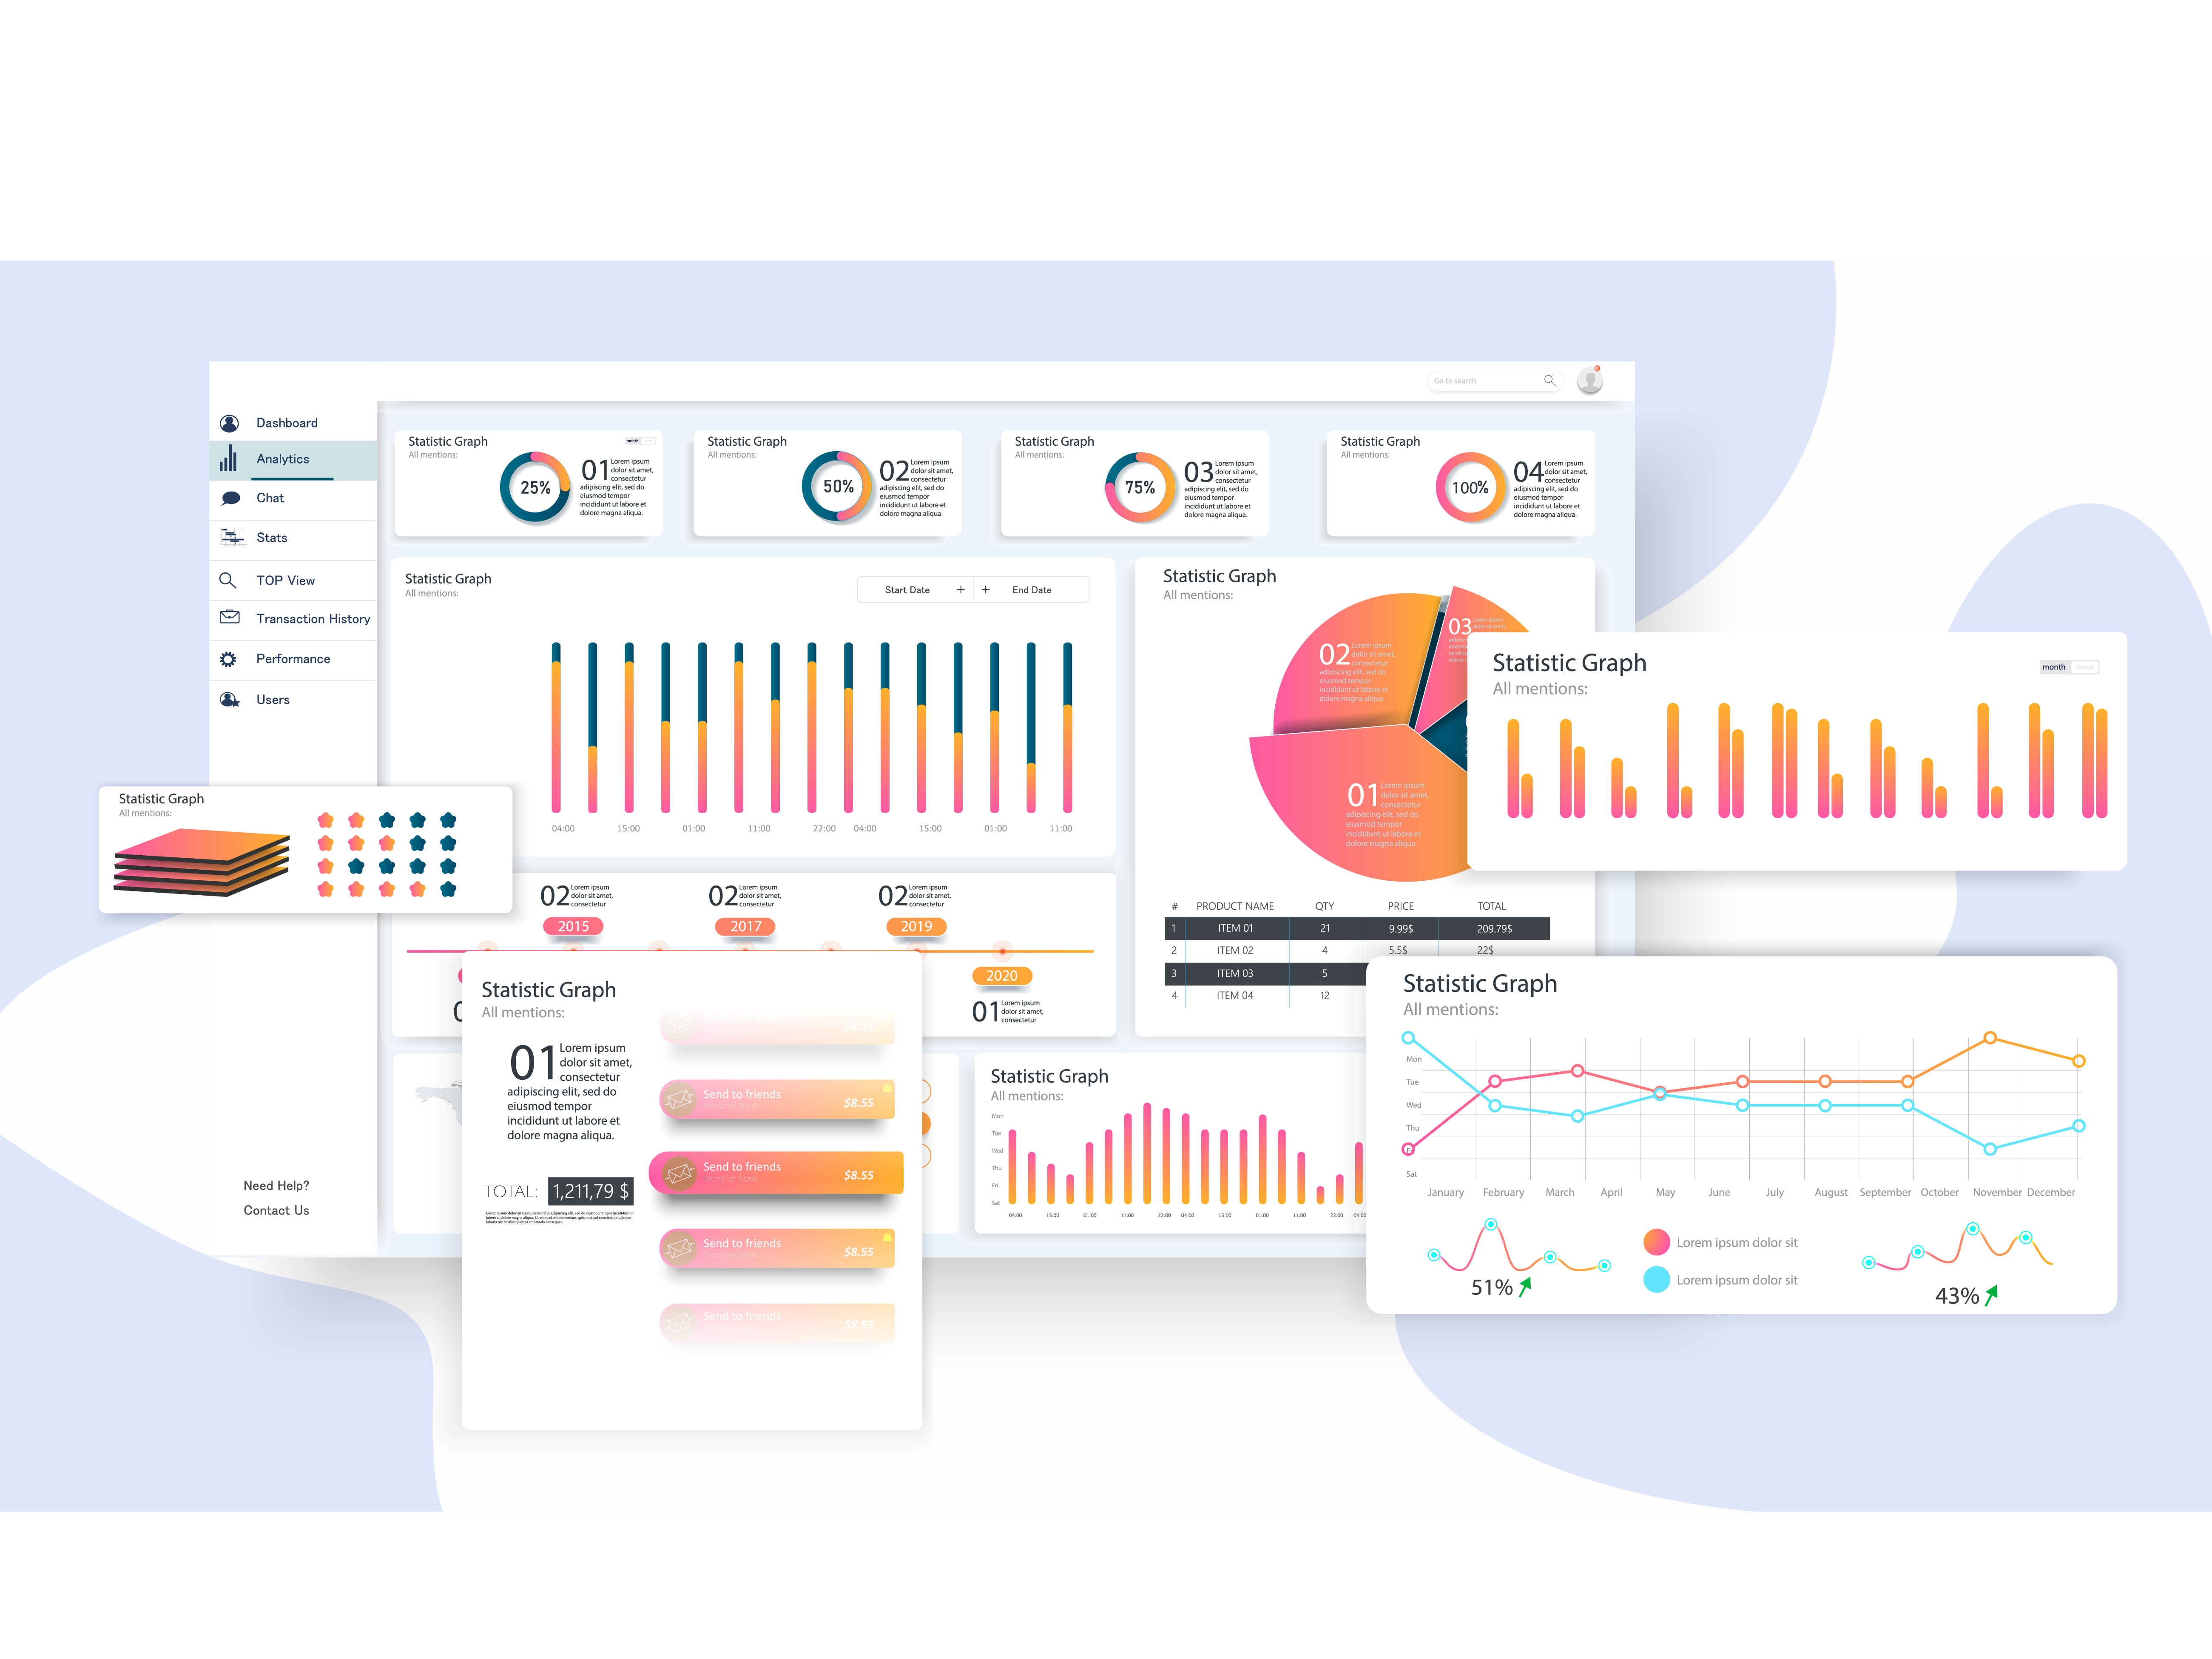 Go to search
Dashboard
Analytics
Chat
Stats
TOP View
Transaction History
Performance
Users
Need Help?
Contact Us
Statistic Graph
All mentions:
month
25%
01
Lorem ipsum
dolor sit amet,
consectetur
adipiscing elit, sed do
eiusmod tempor
incididunt ut labore et
dolore magna aliqua.
Statistic Graph
All mentions:
50%
02
Lorem ipsum
dolor sit amet,
consectetur
adipiscing elit, sed do
eiusmod tempor
incididunt ut labore et
dolore magna aliqua.
Statistic Graph
All mentions:
75%
03
Lorem ipsum
dolor sit amet,
consectetur
adipiscing elit, sed do
eiusmod tempor
incididunt ut labore et
dolore magna aliqua.
Statistic Graph
All mentions:
100%
04
Lorem ipsum
dolor sit amet,
consectetur
adipiscing elit, sed do
eiusmod tempor
incididunt ut labore et
dolore magna aliqua.
Statistic Graph
All mentions:
Start Date + + End Date
04:00 15:00 01:00 11:00 22:00 04:00 15:00 01:00 11:00
Statistic Graph
All mentions:
02
Lorem ipsum
dolor sit amet,
consectetur
adipiscing elit, sed do
eiusmod tempor
incididunt ut labore et
dolore magna aliqua.
03
Lorem ipsum
dolor sit amet,
01
Lorem ipsum
dolor sit amet,
consectetur
adipiscing elit, sed do
eiusmod tempor
incididunt ut labore et
dolore magna aliqua
# PRODUCT NAME QTY PRICE TOTAL
1 ITEM 01 21 9.99$ 209.79$
2 ITEM 02 4 5.5$ 22$
3 ITEM 03 5
4 ITEM 04 12
Statistic Graph
All mentions:
month week
Statistic Graph
All mentions:
02
Lorem ipsum
dolor sit amet,
consectetur
2015
02
Lorem ipsum
dolor sit amet,
consectetur
2017
02
Lorem ipsum
dolor sit amet,
consectetur
2019
2020
01
Lorem ipsum
dolor sit amet,
consectetur
Statistic Graph
All mentions:
01
Lorem ipsum
dolor sit amet,
consectetur
adipiscing elit, sed do
eiusmod tempor
incididunt ut labore et
dolore magna aliqua.
TOTAL: 1,211,79 $
$8.55
Send to friends
Transfer Bank
$8.55
Send to friends
Transfer Bank
$8.55
Send to friends
$8.55
Send to friends
$8.55
Statistic Graph
All mentions:
Mon
Tue
Wed
Thu
Fri
Sat
04:00 15:00 01:00 11:00 22:00 04:00 15:00 01:00 11:00 22:00 04:00
Statistic Graph
All mentions:
Mon
Tue
Wed
Thu
Sat
January February March April May June July August September October November December
51%
Lorem ipsum dolor sit
Lorem ipsum dolor sit
43%